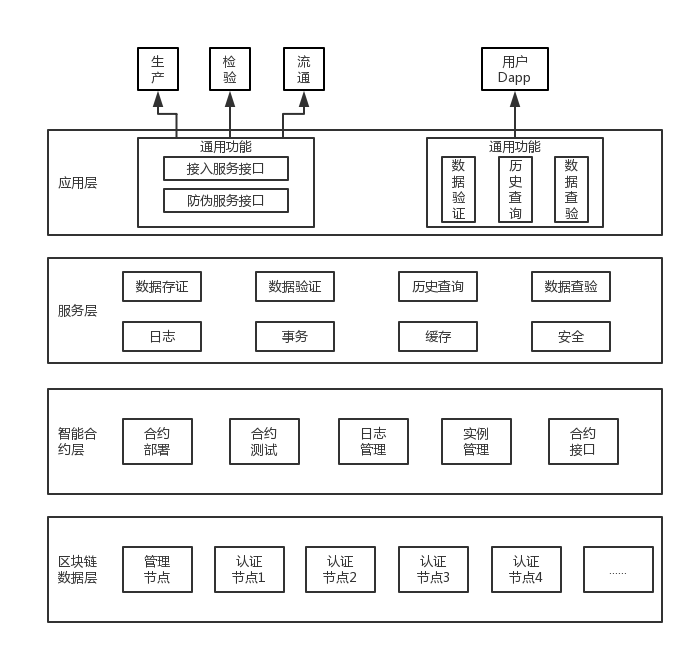 生
产
检
验
流
通
用户
Dapp
应用层
通用功能
接入服务接口
防伪服务接口
通用功能
数
据
验
证
历
史
查
询
数
据
查
验
服务层
数据存证
数据验证
历史查询
数据查验
日志
事务
缓存
安全
智能合
约层
合约
部署
合约
测试
日志
管理
实例
管理
合约
接口
区块链
数据层
管理
节点
认证
节点1
认证
节点2
认证
节点3
认证
节点4
......